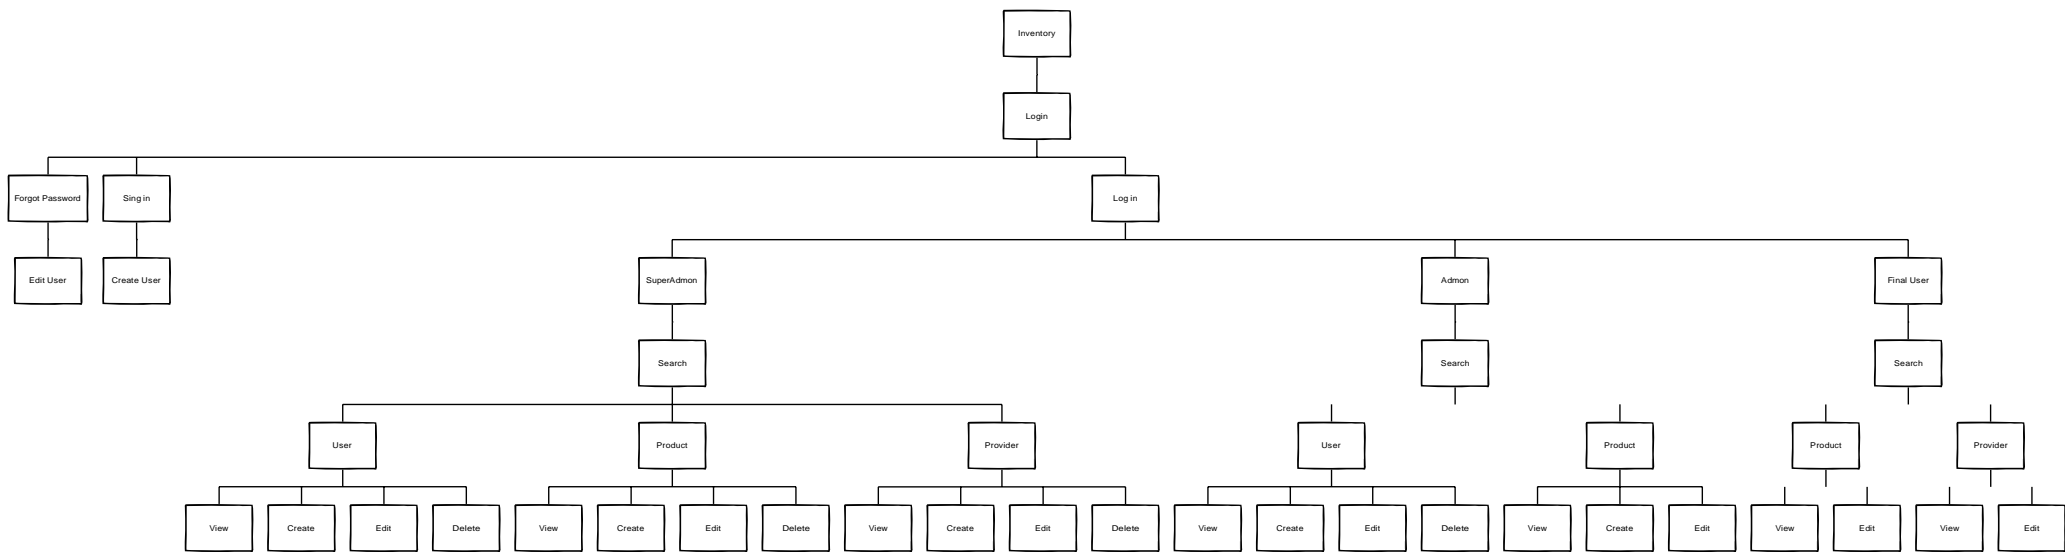 Inventory
Login
Forgot Password
Sing in
Log in
Edit User
Create User
SuperAdmon
Admon
Final User
Search
Search
Search
User
Product
Provider
User
Product
Product
Provider
View
Create
Edit
Delete
View
Create
Edit
Delete
View
Create
Edit
Delete
View
Create
Edit
Delete
View
Create
Edit
View
Edit
View
Edit